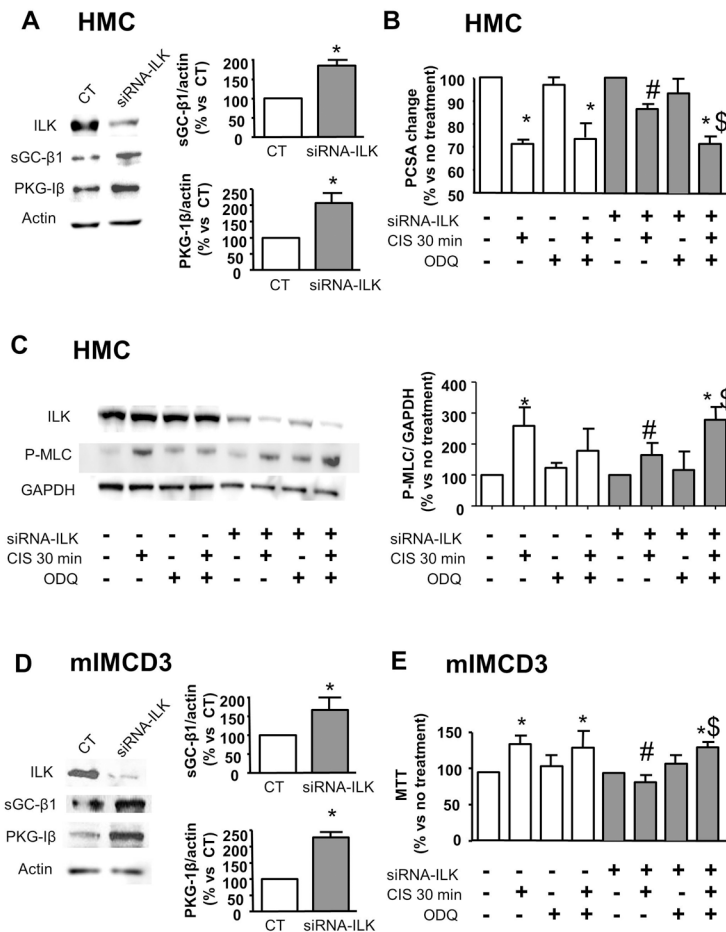 A HMC
CT siRNA-ILK
ILK
sGC-β1
PKG-Iβ
Actin
sGC-β1/actin
(% vs CT)
200
150
100
50
0
*
CT siRNA-ILK
PKG-1β/actin
(% vs CT)
250
200
150
100
50
0
*
CT siRNA-ILK
B HMC
PCSA change
(% vs no treatment)
100
90
80
70
60
50
* * # *$
siRNA-ILK - - - - + + + +
CIS 30 min - + - + - + - +
ODQ - - + + - - + +
C HMC
ILK
P-MLC
GAPDH
siRNA-ILK - - - - + + + +
CIS 30 min - + - + - + - +
ODQ - - + + - - + +
P-MLC/ GAPDH
(% vs no treatment)
400
300
200
100
0
* # * $
siRNA-ILK - - - - + + + +
CIS 30 min - + - + - + - +
ODQ - - + + - - + +
D mIMCD3
CT siRNA-ILK
ILK
sGC-β1
PKG-Iβ
Actin
sGC-β1/actin
(% vs CT)
200
150
100
50
0
*
CT siRNA-ILK
PKG-1β/actin
(% vs CT)
250
200
150
100
50
0
*
CT siRNA-ILK
E mIMCD3
MTT
(% vs no treatment)
150
100
50
0
* * # *$
siRNA-ILK - - - - + + + +
CIS 30 min - + - + - + - +
ODQ - - + + - - + +